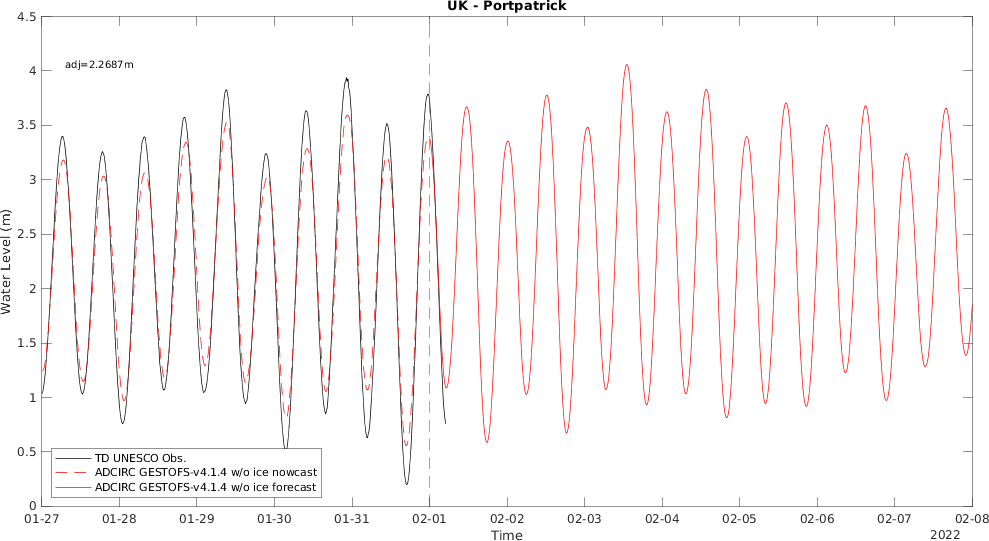 UK - Portpatrick
adj=2.2687m
Water Level (m)
4.5
4
3.5
3
2.5
2
1.5
1
0.5
0
TD UNESCO Obs.
ADCIRC GESTOFS-v4.1.4 w/o ice nowcast
ADCIRC GESTOFS-v4.1.4 w/o ice forecast
01-27 01-28 01-29 01-30 01-31 02-01 02-02 02-03 02-04 02-05 02-06 02-07 02-08
Time
2022